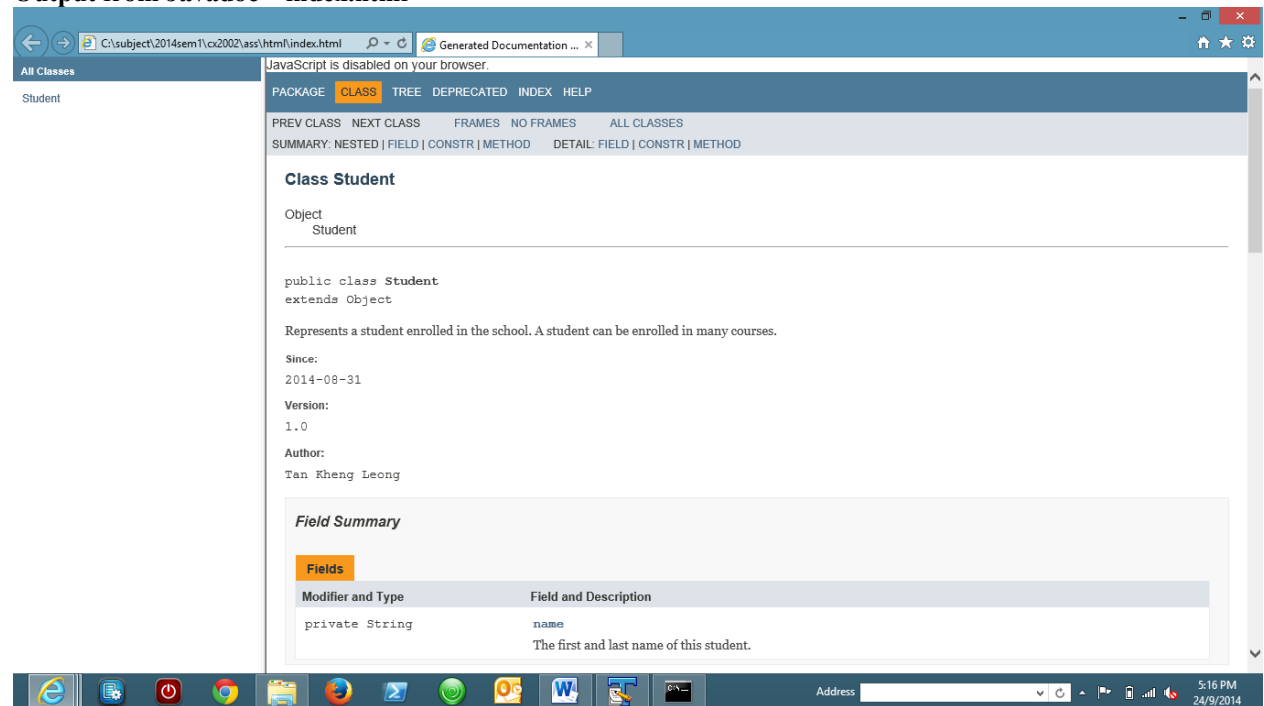 Output from Javadoc – index.html
C:\subject\2014sem1\cx2002\ass\html\index.html
Generated Documentation ...
All Classes
Student
JavaScript is disabled on your browser.
PACKAGE CLASS TREE DEPRECATED INDEX HELP
PREV CLASS NEXT CLASS FRAMES NO FRAMES ALL CLASSES
SUMMARY: NESTED | FIELD | CONSTR | METHOD DETAIL: FIELD | CONSTR | METHOD
Class Student
Object
Student
public class Student
extends Object
Represents a student enrolled in the school. A student can be enrolled in many courses.
Since:
2014-08-31
Version:
1.0
Author:
Tan Kheng Leong
Field Summary
Fields
Modifier and Type Field and Description
private String name
The first and last name of this student.
Address
5:16 PM
24/9/2014